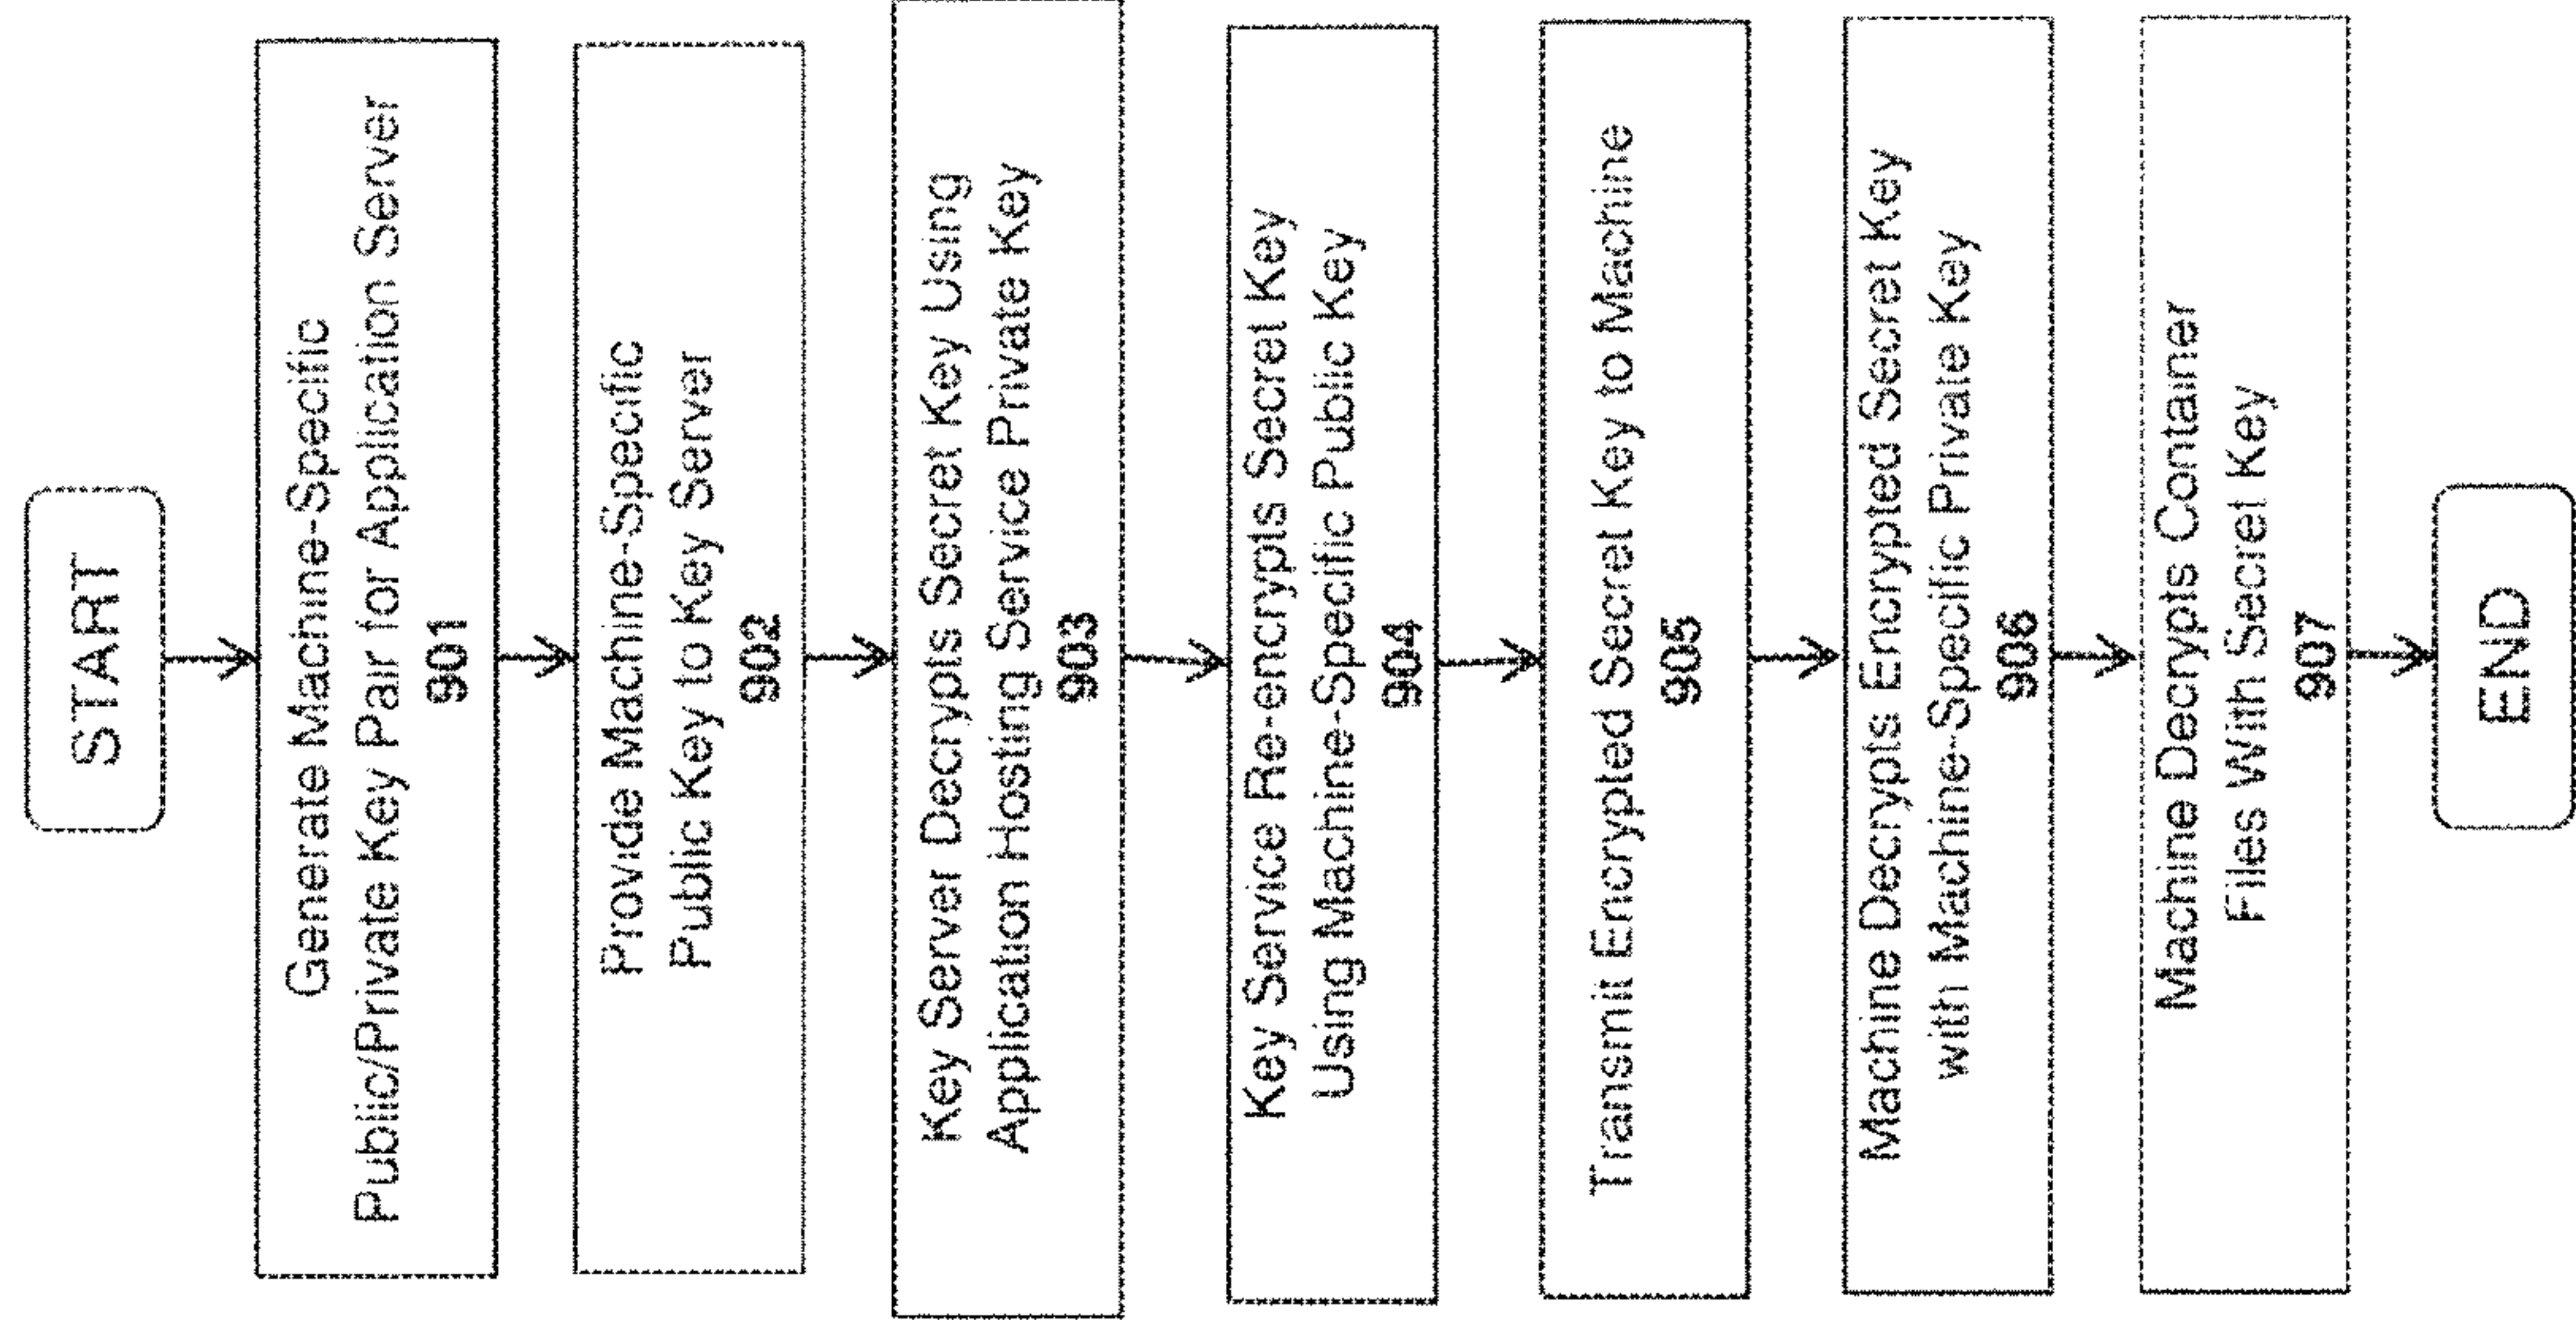 START
Generate Machine-Specific
Public/Private Key Pair for Application Server
901
Provide Machine-Specific
Public Key to Key Server
902
Key Server Decrypts Secret Key Using
Application Hosting Service Private Key
903
Key Service Re-encrypts Secret Key
Using Machine-Specific Public Key
904
Transmit Encrypted Secret Key to Machine
905
Machine Decrypts Encrypted Secret Key
with Machine-Specific Private Key
906
Machine Decrypts Container
Files With Secret Key
907
END